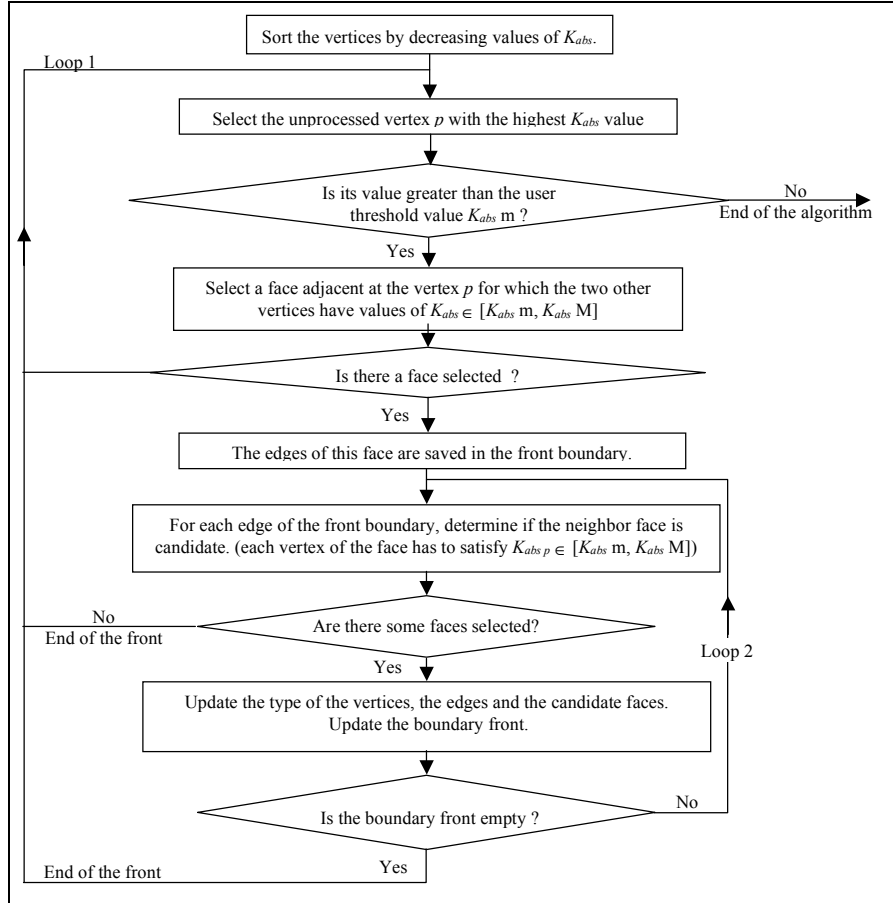 Sort the vertices by decreasing values of Kabs.
Loop 1
Select the unprocessed vertex p with the highest Kabs value
Is its value greater than the user
threshold value Kabs m ?
No
End of the algorithm
Yes
Select a face adjacent at the vertex p for which the two other
vertices have values of Kabs ∈ [Kabs m, Kabs M]
Is there a face selected ?
Yes
The edges of this face are saved in the front boundary.
For each edge of the front boundary, determine if the neighbor face is
candidate. (each vertex of the face has to satisfy Kabs p ∈ [Kabs m, Kabs M])
No
End of the front
Are there some faces selected?
Loop 2
Yes
Update the type of the vertices, the edges and the candidate faces.
Update the boundary front.
Is the boundary front empty ?
No
Yes
End of the front